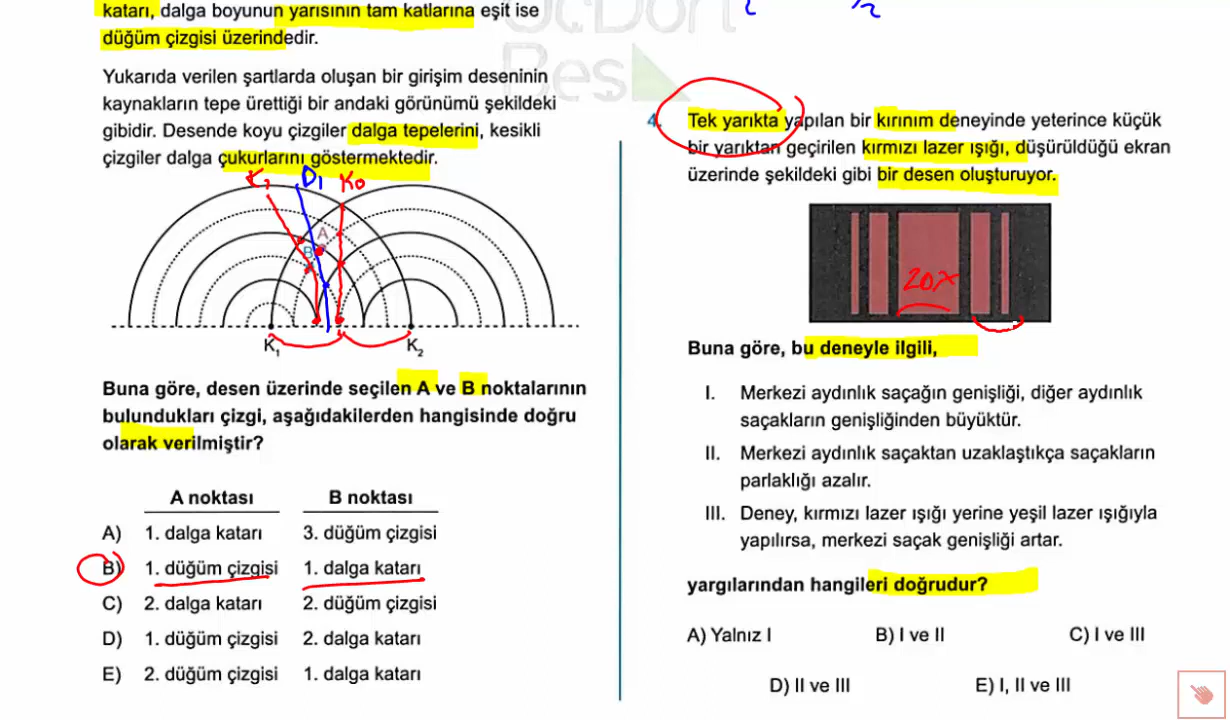 katarı, dalga boyunun yarısının tam katlarına eşit ise
düğüm çizgisi üzerindedir.
Yukarıda verilen şartlarda oluşan bir girişim deseninin
kaynakların tepe ürettiği bir andaki görünümü şekildeki
gibidir. Desende koyu çizgiler dalga tepelerini, kesikli
çizgiler dalga çukurlarını göstermektedir.
D1
K0
A
B
K1
K2
Buna göre, desen üzerinde seçilen A ve B noktalarının
bulundukları çizgi, aşağıdakilerden hangisinde doğru
olarak verilmiştir?
A noktası B noktası
A) 1. dalga katarı 3. düğüm çizgisi
B) 1. düğüm çizgisi 1. dalga katarı
C) 2. dalga katarı 2. düğüm çizgisi
D) 1. düğüm çizgisi 2. dalga katarı
E) 2. düğüm çizgisi 1. dalga katarı
ÜçDört
Beş
4. Tek yarıkta yapılan bir kırınım deneyinde yeterince küçük
bir yarıktan geçirilen kırmızı lazer ışığı, düşürüldüğü ekran
üzerinde şekildeki gibi bir desen oluşturuyor.
20x
Buna göre, bu deneyle ilgili,
I. Merkezi aydınlık saçağın genişliği, diğer aydınlık
saçakların genişliğinden büyüktür.
II. Merkezi aydınlık saçaktan uzaklaştıkça saçakların
parlaklığı azalır.
III. Deney, kırmızı lazer ışığı yerine yeşil lazer ışığıyla
yapılırsa, merkezi saçak genişliği artar.
yargılarından hangileri doğrudur?
A) Yalnız I B) I ve II C) I ve III
D) II ve III E) I, II ve III